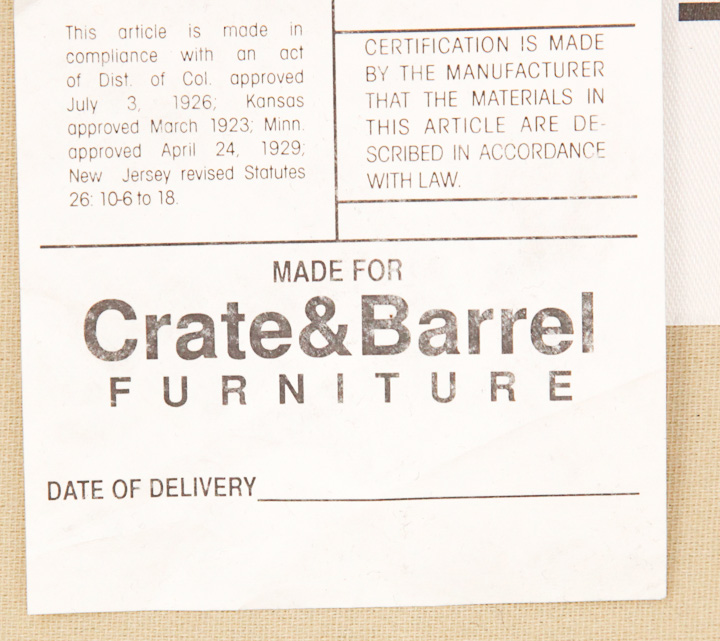 This article is made in
compliance with an act
of Dist. of Col. approved
July 3, 1926; Kansas
approved March 1923; Minn.
approved April 24, 1929;
New Jersey revised Statutes
26: 10-6 to 18.
CERTIFICATION IS MADE
BY THE MANUFACTURER
THAT THE MATERIALS IN
THIS ARTICLE ARE DE-
SCRIBED IN ACCORDANCE
WITH LAW.
MADE FOR
Crate&Barrel
FURNITURE
DATE OF DELIVERY